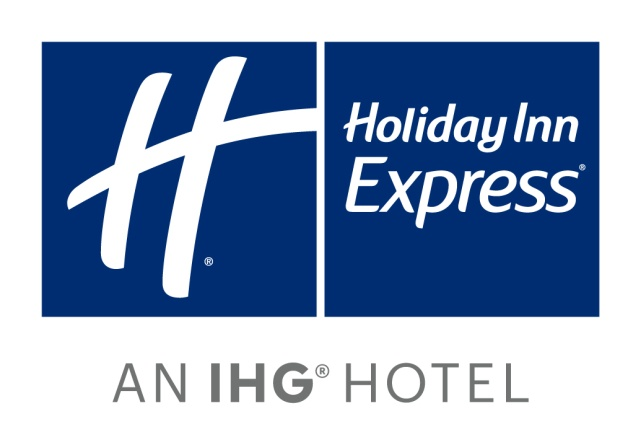 H®
Holiday Inn
Express®
AN IHG® HOTEL